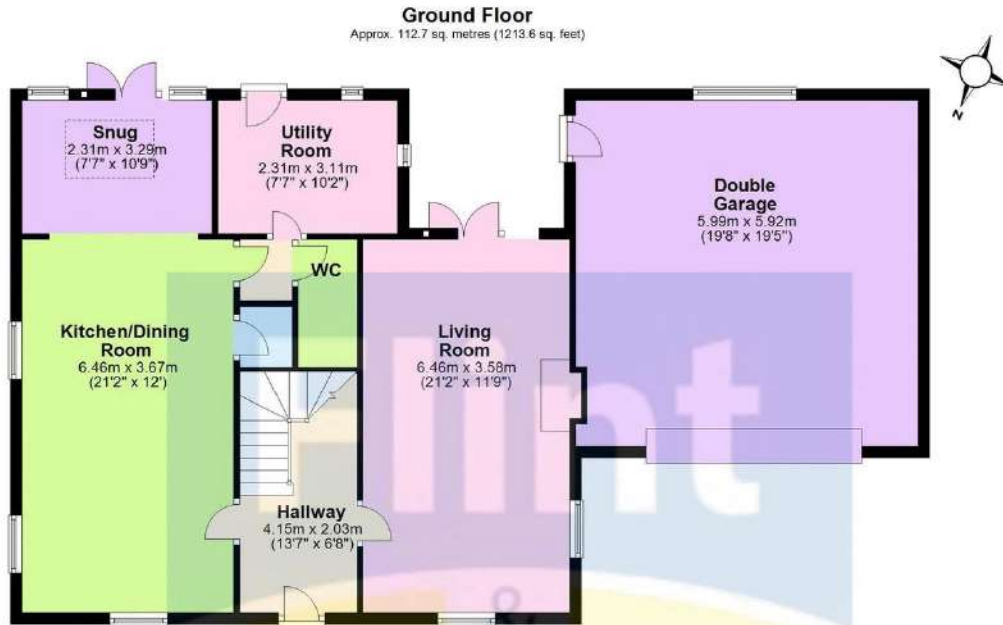 Ground Floor
Approx. 112.7 sq. metres (1213.6 sq. feet)
N
Snug
2.31m x 3.29m
(7'7" x 10'9")
Utility
Room
2.31m x 3.11m
(7'7" x 10'2")
Double
Garage
5.99m x 5.92m
(19'8" x 19'5")
WC
Kitchen/Dining
Room
6.46m x 3.67m
(21'2" x 12')
Living
Room
6.46m x 3.58m
(21'2" x 11'9")
Hallway
4.15m x 2.03m
(13'7" x 6'8")
Flint
&